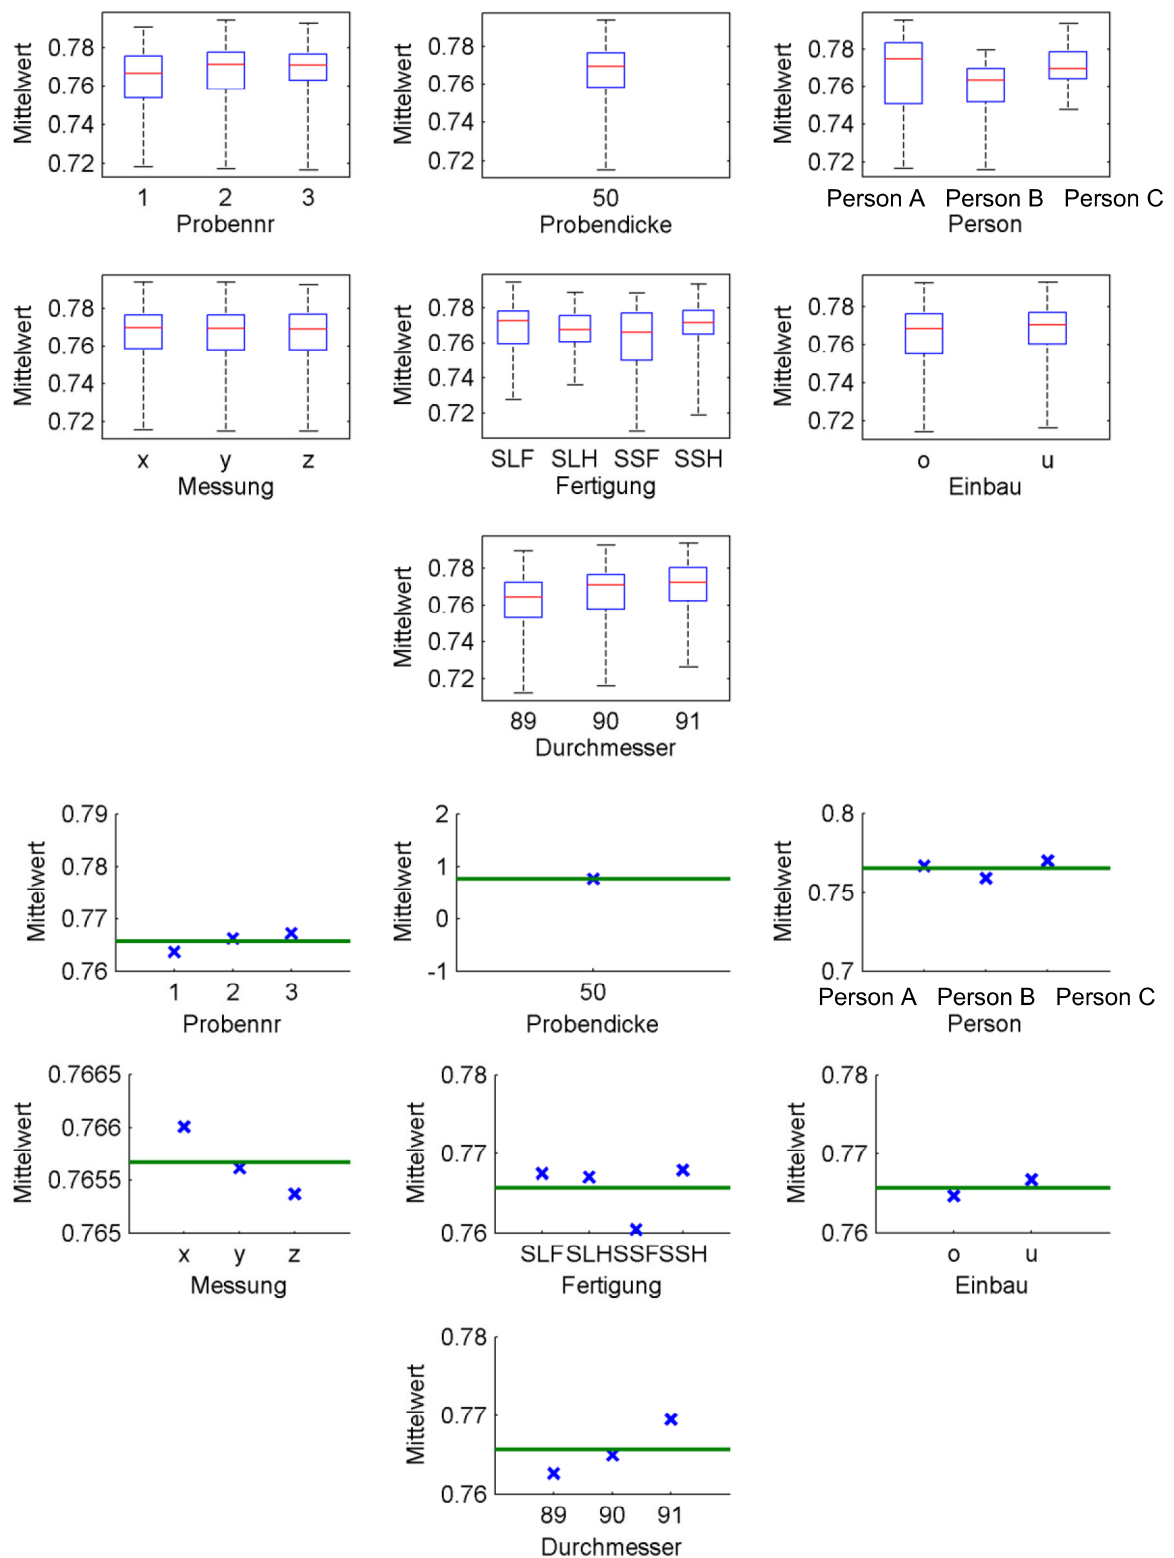 Mittelwert
0.78
0.76
0.74
0.72
1 2 3
Probennr
Mittelwert
0.78
0.76
0.74
0.72
50
Probendicke
Mittelwert
0.78
0.76
0.74
0.72
Person A Person B Person C
Person
Mittelwert
0.78
0.76
0.74
0.72
x y z
Messung
Mittelwert
0.78
0.76
0.74
0.72
SLF SLH SSF SSH
Fertigung
Mittelwert
0.78
0.76
0.74
0.72
o u
Einbau
Mittelwert
0.78
0.76
0.74
0.72
89 90 91
Durchmesser
Mittelwert
0.79
0.78
0.77
0.76
1 2 3
Probennr
Mittelwert
2
1
0
-1
50
Probendicke
Mittelwert
0.8
0.75
0.7
Person A Person B Person C
Person
Mittelwert
0.7665
0.766
0.7655
0.765
x y z
Messung
Mittelwert
0.78
0.77
0.76
SLF SLH SSF SSH
Fertigung
Mittelwert
0.78
0.77
0.76
o u
Einbau
Mittelwert
0.78
0.77
0.76
89 90 91
Durchmesser